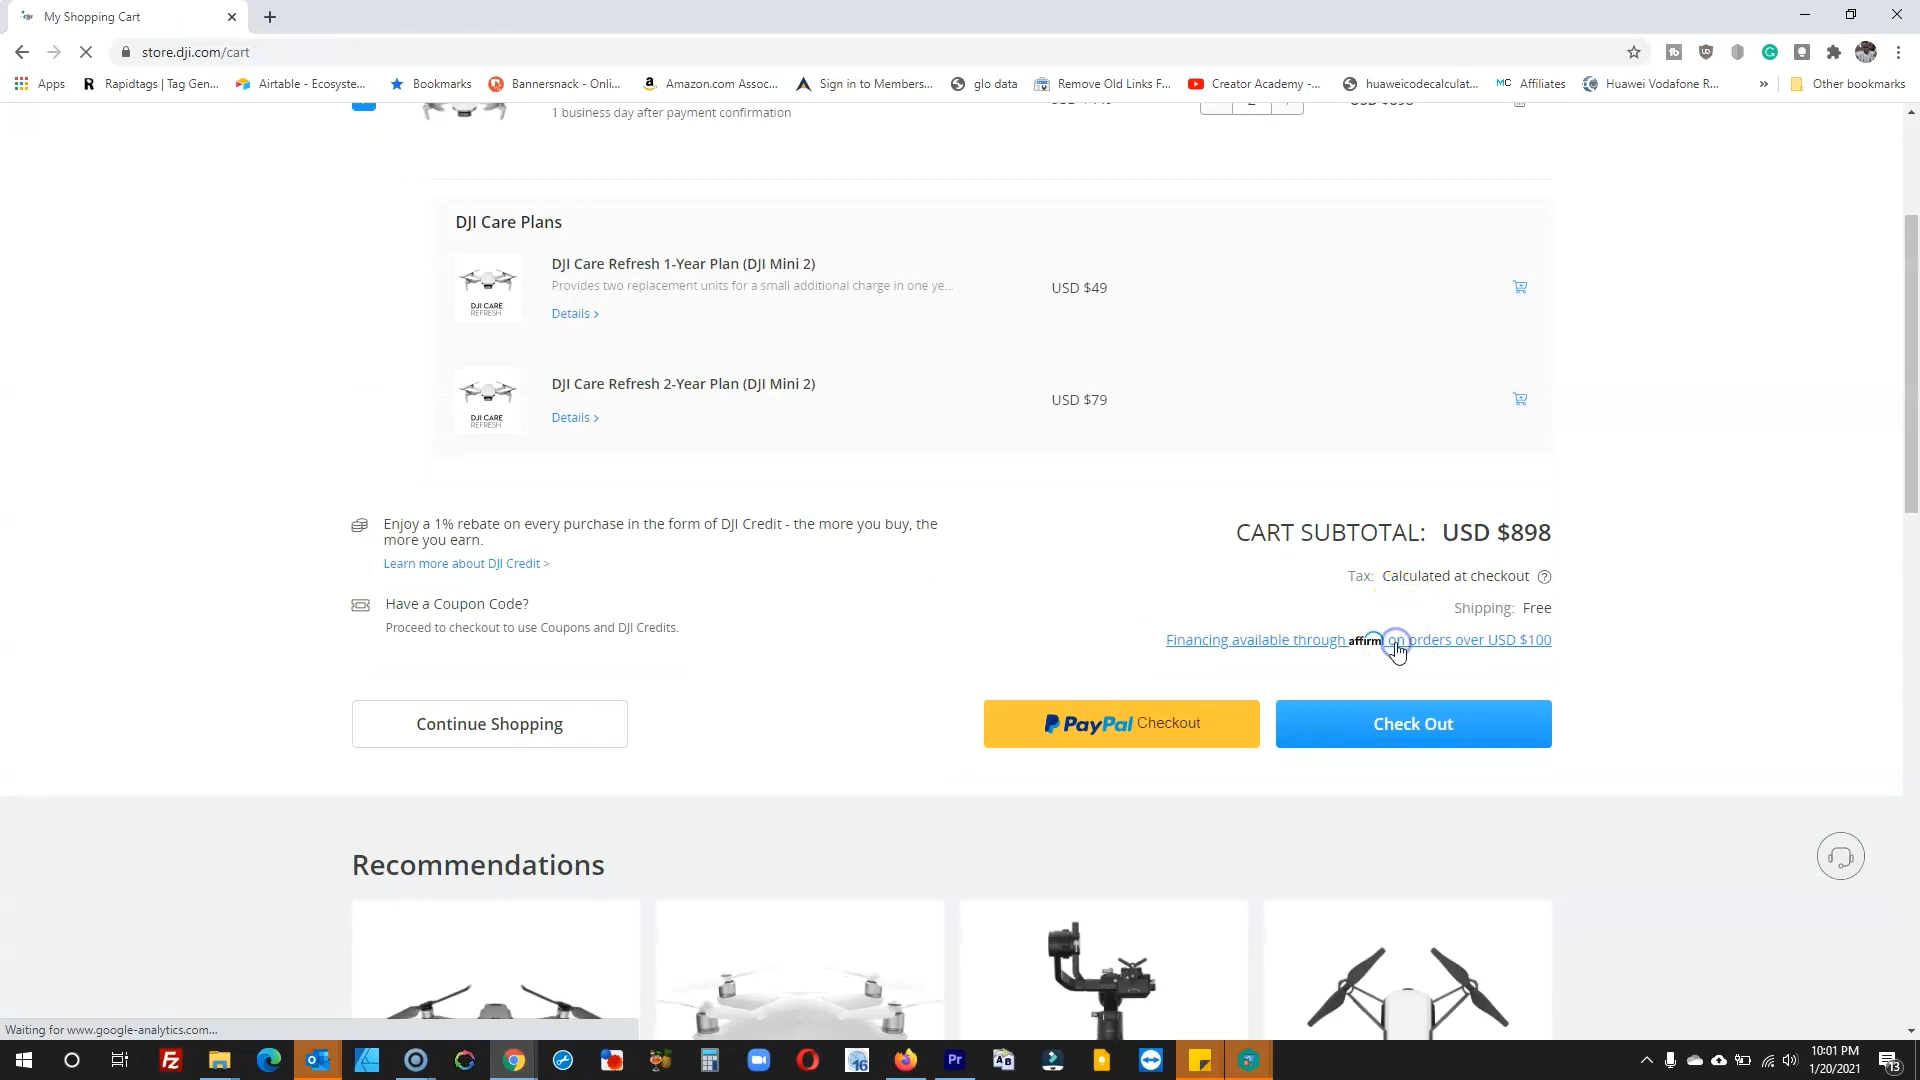 My Shopping Cart
store.dji.com/cart
Apps
Rapidtags | Tag Gen...
Airtable - Ecosyste...
Bookmarks
Bannersnack - Onli...
Amazon.com Assoc...
Sign in to Members...
glo data
Remove Old Links F...
Creator Academy -...
huaweicodecalculat...
MC Affiliates
Huawei Vodafone R...
»
Other bookmarks
1 business day after payment confirmation
DJI Care Plans
DJI Care Refresh 1-Year Plan (DJI Mini 2)
Provides two replacement units for a small additional charge in one ye...
USD $49
DJI CARE
REFRESH
Details >
DJI Care Refresh 2-Year Plan (DJI Mini 2)
USD $79
DJI CARE
REFRESH
Details >
Enjoy a 1% rebate on every purchase in the form of DJI Credit - the more you buy, the
more you earn.
Learn more about DJI Credit >
Have a Coupon Code?
Proceed to checkout to use Coupons and DJI Credits.
CART SUBTOTAL: USD $898
Tax: Calculated at checkout ?
Shipping: Free
Financing available through affirm on orders over USD $100
Continue Shopping
PayPal Checkout
Check Out
Recommendations
Waiting for www.google-analytics.com...
10:01 PM
1/20/2021
13